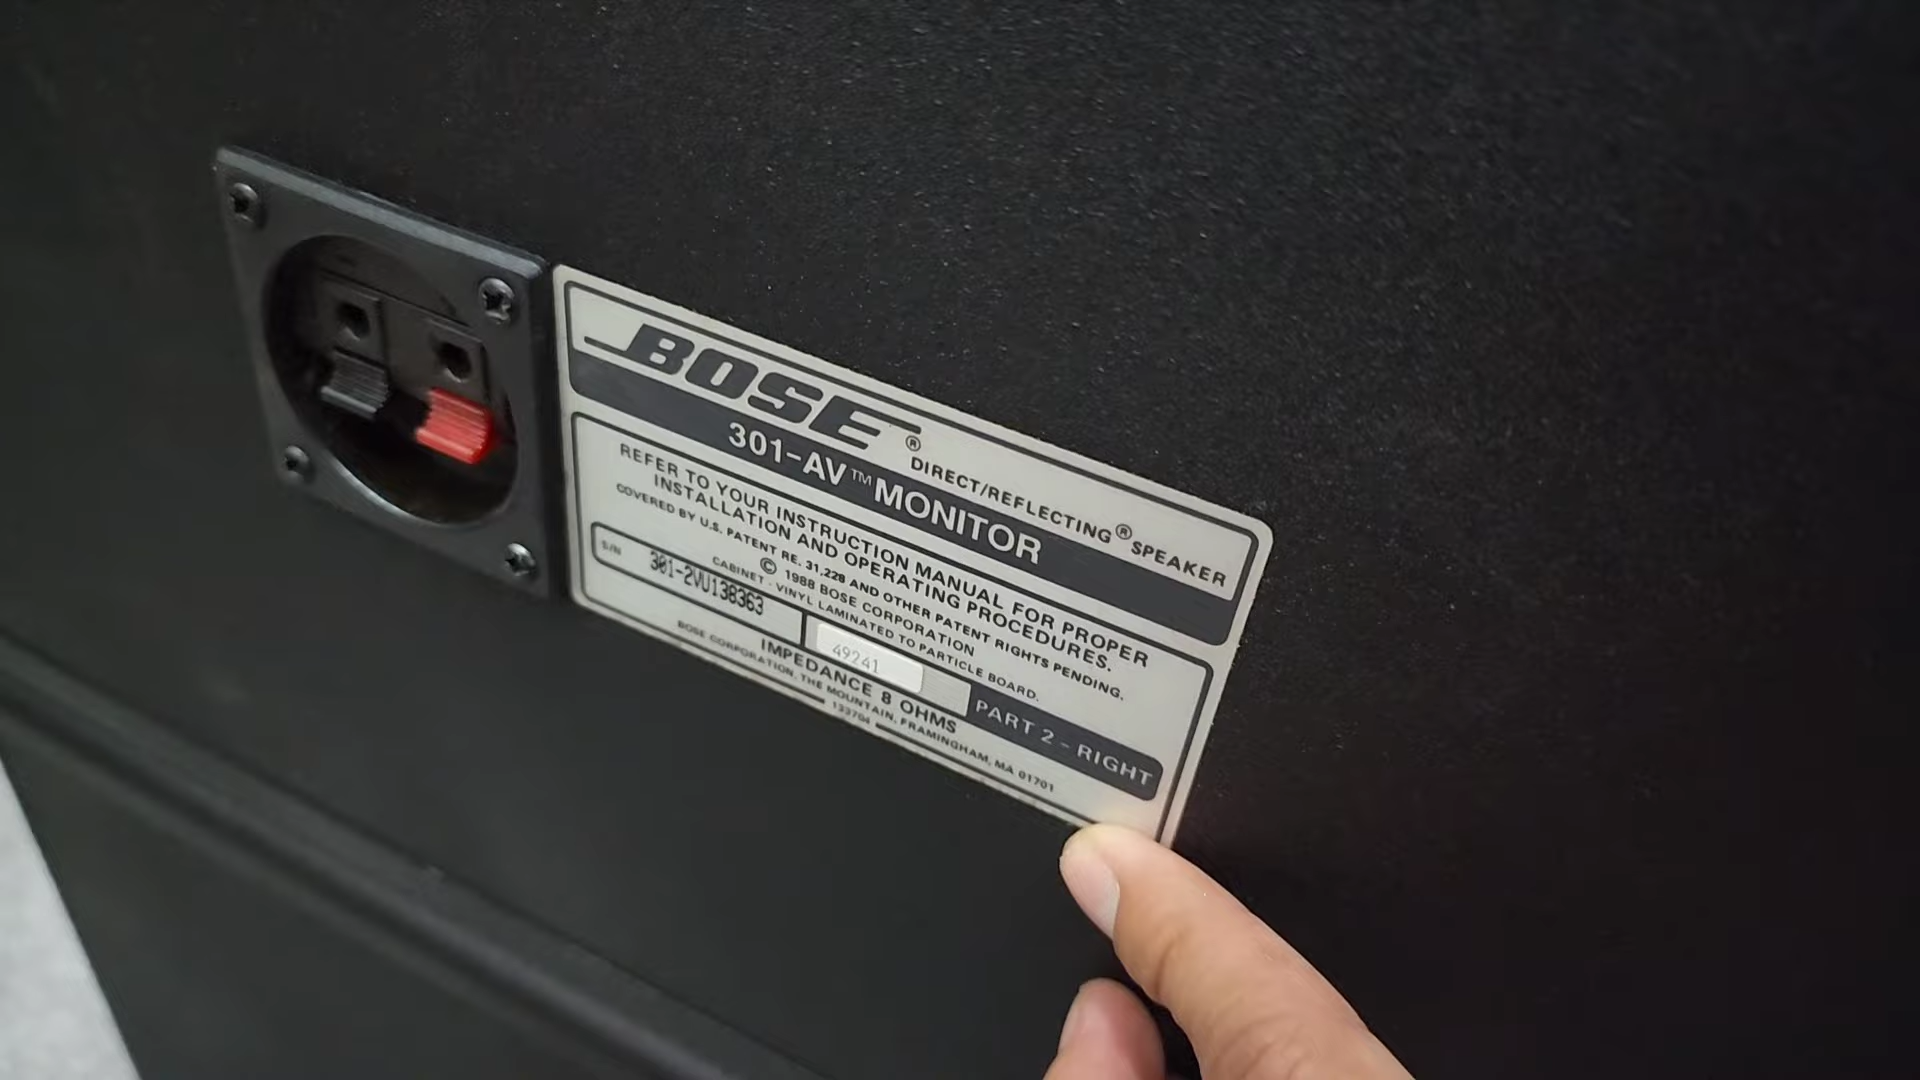 BOSE® DIRECT/REFLECTING® SPEAKER
301-AV™ MONITOR
REFER TO YOUR INSTRUCTION MANUAL FOR PROPER
INSTALLATION AND OPERATING PROCEDURES.
COVERED BY U.S. PATENT RE. 31,228 AND OTHER PATENT RIGHTS PENDING.
© 1988 BOSE CORPORATION
CABINET - VINYL LAMINATED TO PARTICLE BOARD.
S/N 301-2VU138363
49241
PART 2 - RIGHT
IMPEDANCE 8 OHMS
BOSE CORPORATION, THE MOUNTAIN, FRAMINGHAM, MA 01701
133704